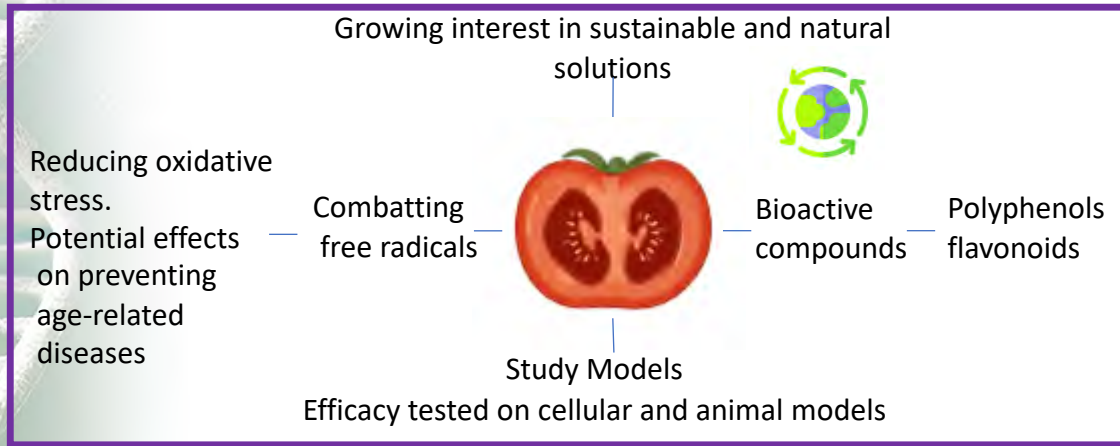 Growing interest in sustainable and natural
solutions
Reducing oxidative
stress.
Potential effects
on preventing
age-related
diseases
Combatting
free radicals
Bioactive
compounds
Polyphenols
flavonoids
Study Models
Efficacy tested on cellular and animal models